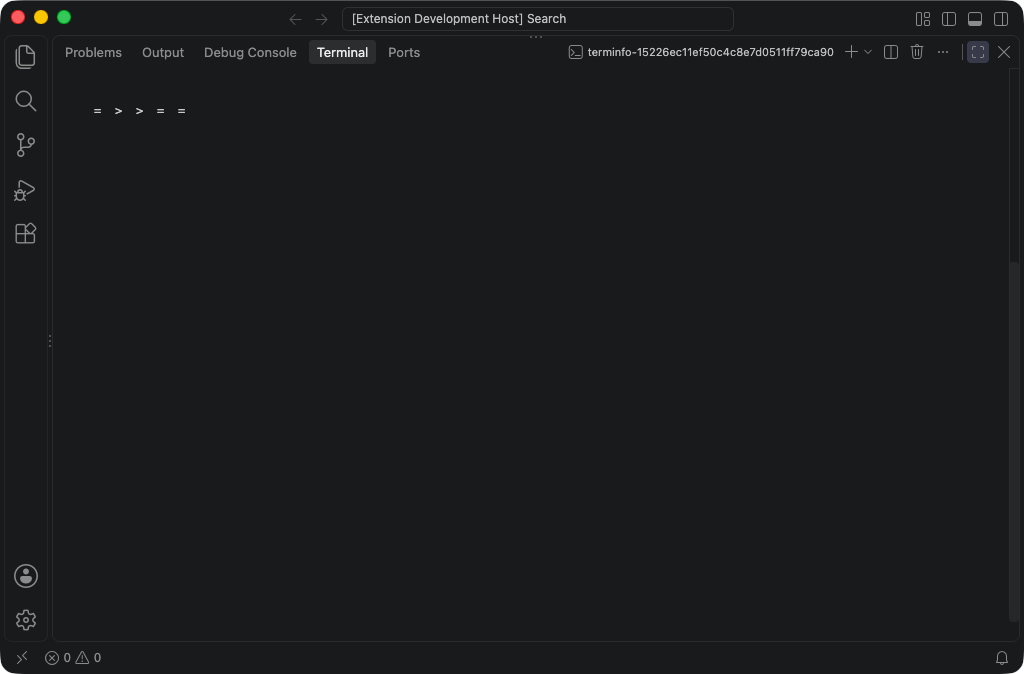 [Extension Development Host] Search
Problems Output Debug Console Terminal Ports terminfo-15226ec11ef50c4c8e7d0511ff79ca90
= > > = =
0 0